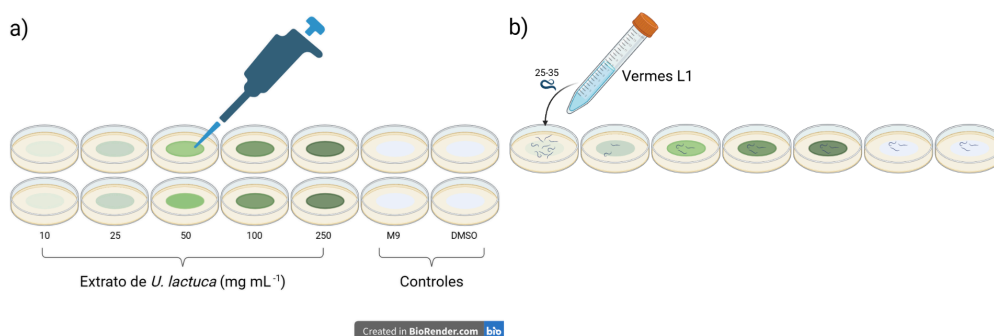 a)
10 25 50 100 250 M9 DMSO
Extrato de U. lactuca (mg mL⁻¹) Controles
b)
25-35
Vermes L1
Created in BioRender.com bio